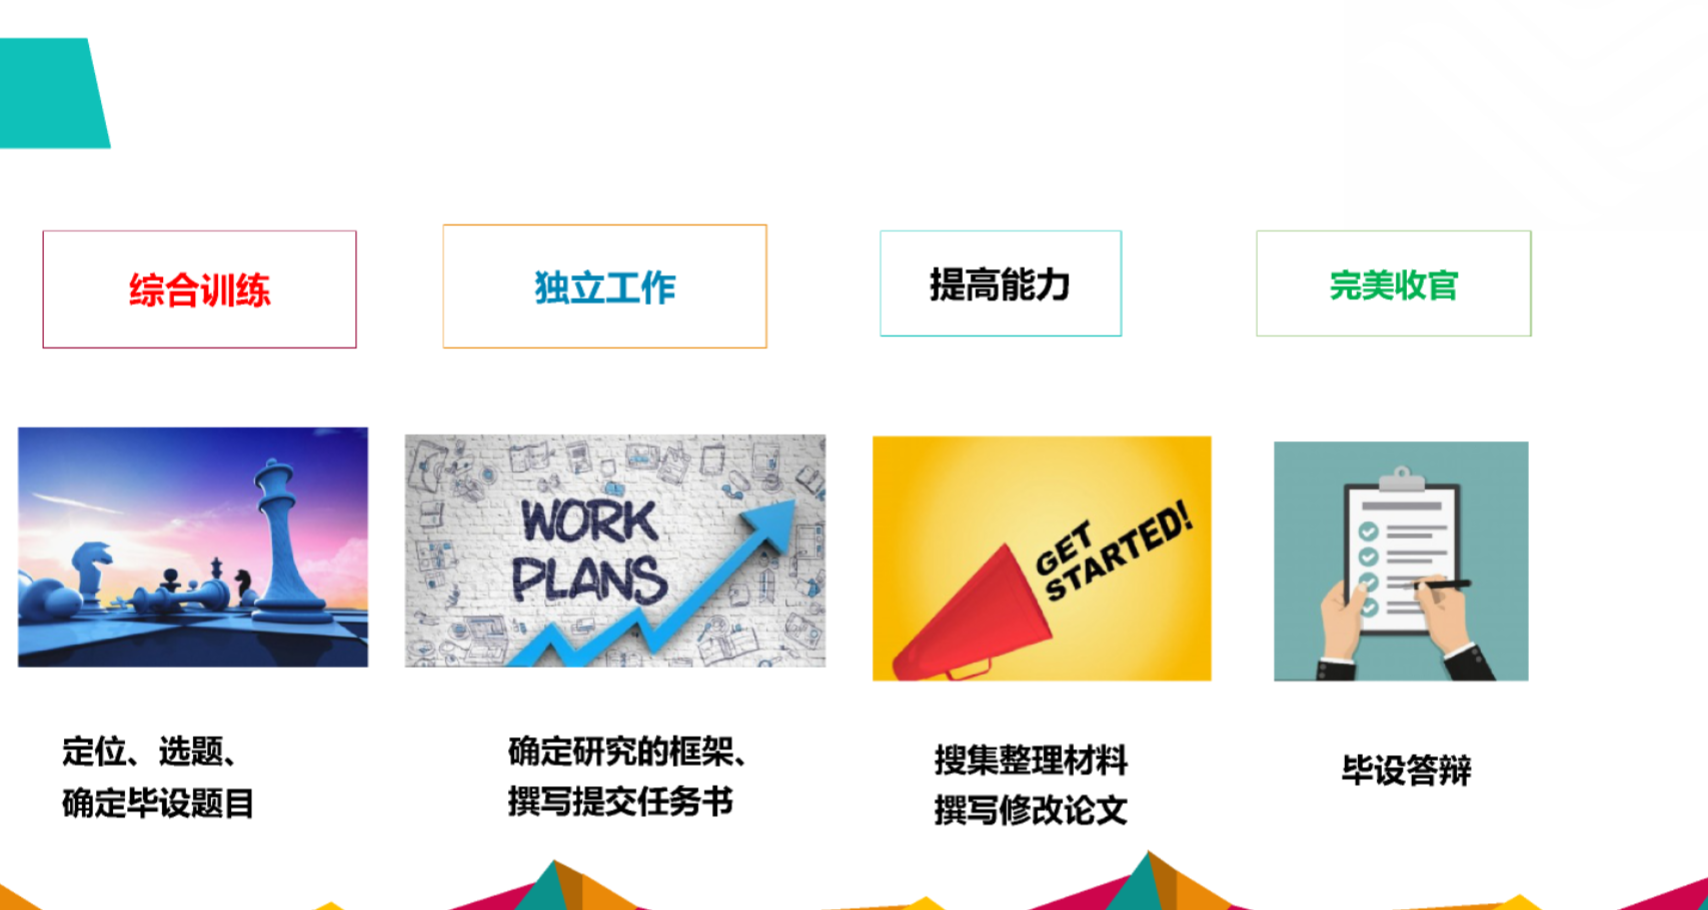 综合训练
独立工作
提高能力
完美收官
WORK
PLANS
GET
STARTED!
定位、选题、
确定毕设题目
确定研究的框架、
撰写提交任务书
搜集整理材料
撰写修改论文
毕设答辩